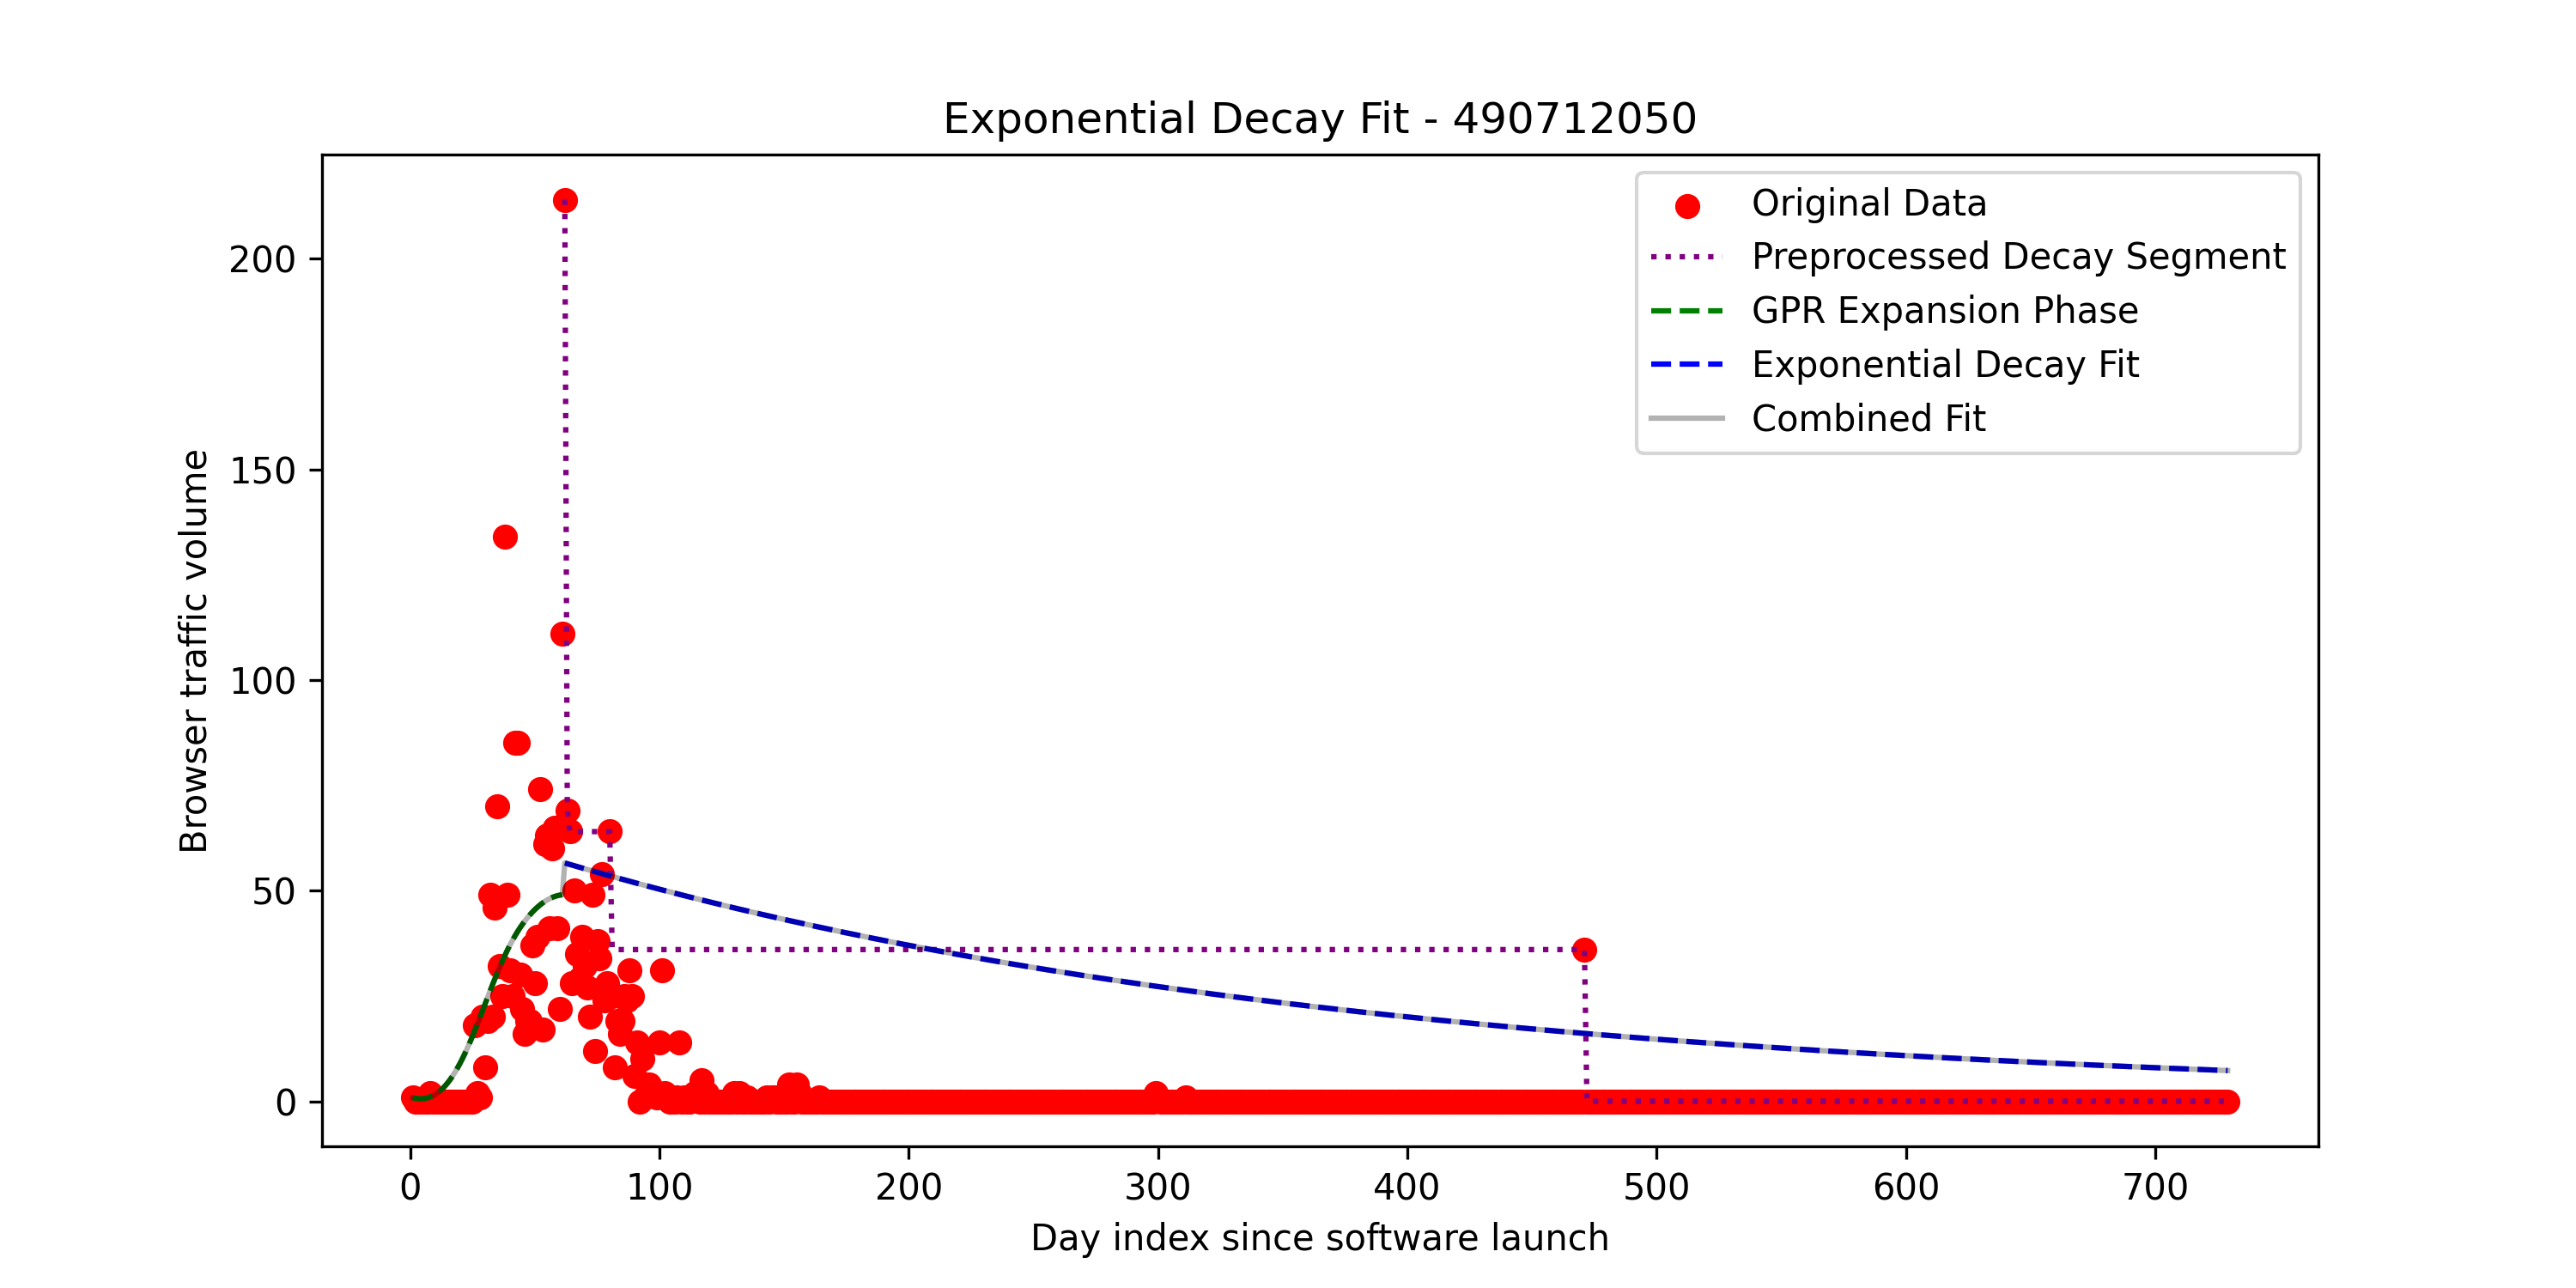 Exponential Decay Fit - 490712050
Original Data
Preprocessed Decay Segment
GPR Expansion Phase
Exponential Decay Fit
Combined Fit
Browser traffic volume
200
150
100
50
0
0 100 200 300 400 500 600 700
Day index since software launch